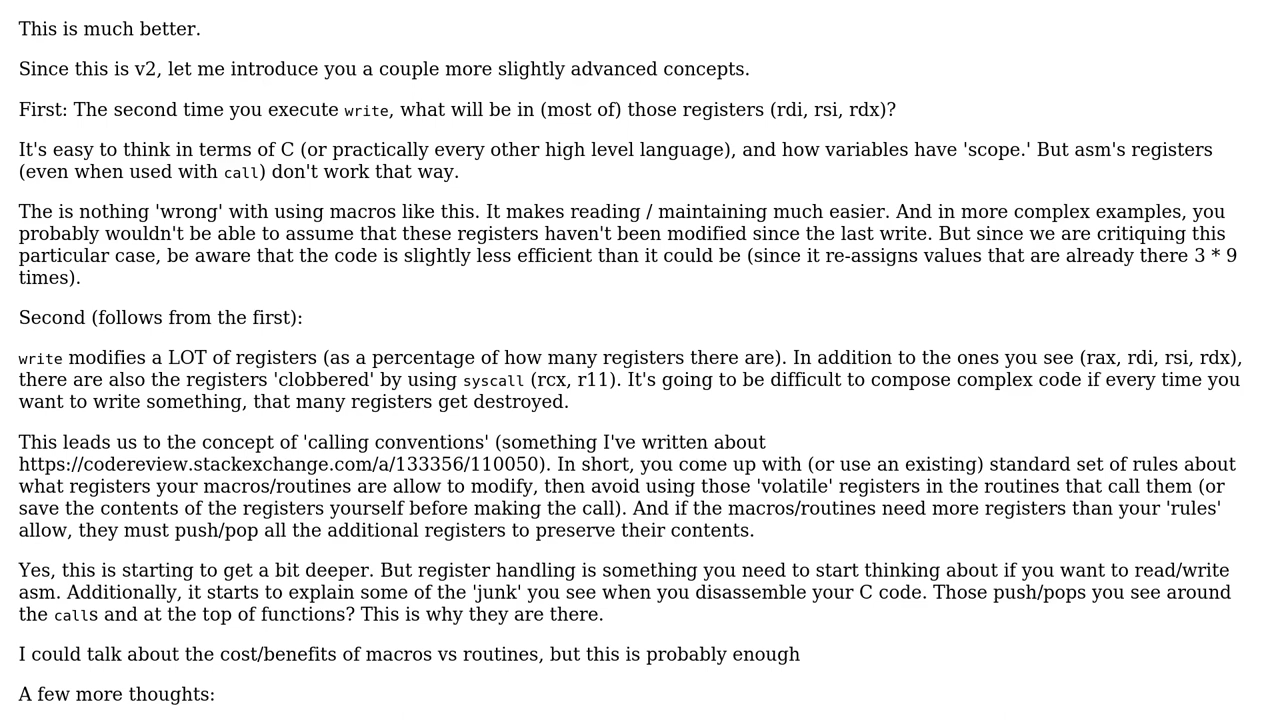 This is much better.
Since this is v2, let me introduce you a couple more slightly advanced concepts.
First: The second time you execute write, what will be in (most of) those registers (rdi, rsi, rdx)?
It's easy to think in terms of C (or practically every other high level language), and how variables have 'scope.' But asm's registers
(even when used with call) don't work that way.
The is nothing 'wrong' with using macros like this. It makes reading / maintaining much easier. And in more complex examples, you
probably wouldn't be able to assume that these registers haven't been modified since the last write. But since we are critiquing this
particular case, be aware that the code is slightly less efficient than it could be (since it re-assigns values that are already there 3 * 9
times).
Second (follows from the first):
write modifies a LOT of registers (as a percentage of how many registers there are). In addition to the ones you see (rax, rdi, rsi, rdx),
there are also the registers 'clobbered' by using syscall (rcx, r11). It's going to be difficult to compose complex code if every time you
want to write something, that many registers get destroyed.
This leads us to the concept of 'calling conventions' (something I've written about
https://codereview.stackexchange.com/a/133356/110050). In short, you come up with (or use an existing) standard set of rules about
what registers your macros/routines are allow to modify, then avoid using those 'volatile' registers in the routines that call them (or
save the contents of the registers yourself before making the call). And if the macros/routines need more registers than your 'rules'
allow, they must push/pop all the additional registers to preserve their contents.
Yes, this is starting to get a bit deeper. But register handling is something you need to start thinking about if you want to read/write
asm. Additionally, it starts to explain some of the 'junk' you see when you disassemble your C code. Those push/pops you see around
the calls and at the top of functions? This is why they are there.
I could talk about the cost/benefits of macros vs routines, but this is probably enough
A few more thoughts: